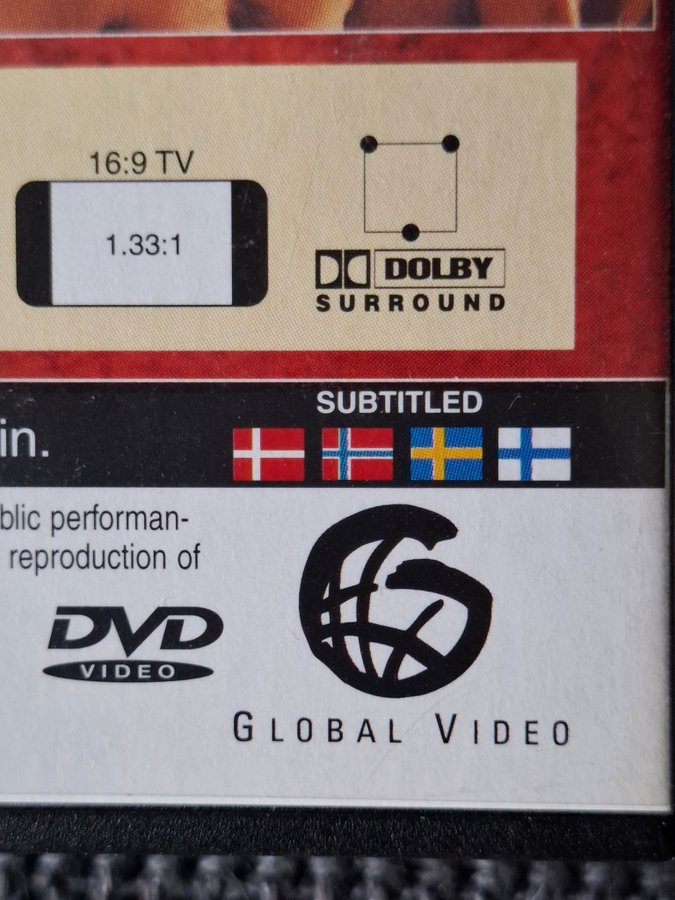 16:9 TV
1.33:1
DOLBY
SURROUND
SUBTITLED
in.
blic performan-
reproduction of
DVD
VIDEO
GLOBAL VIDEO